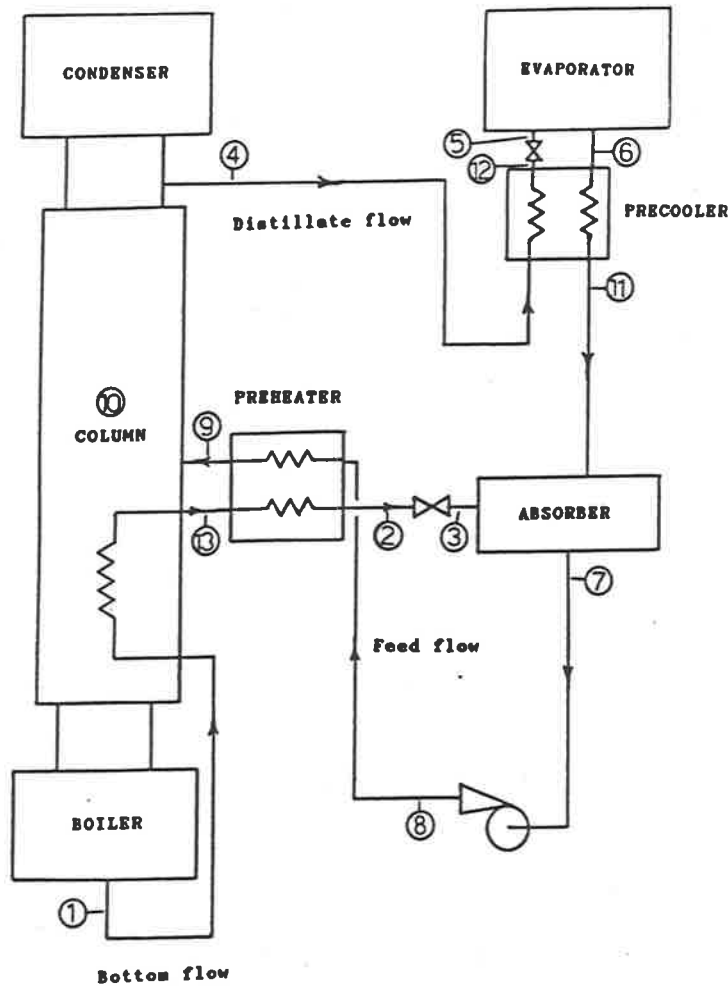 CONDENSER
EVAPORATOR
5
4
12
6
PRECOOLER
Distillate flow
11
10
COLUMN
PREHEATER
9
13
2
3
ABSORBER
7
Feed flow
BOILER
8
1
Bottom flow